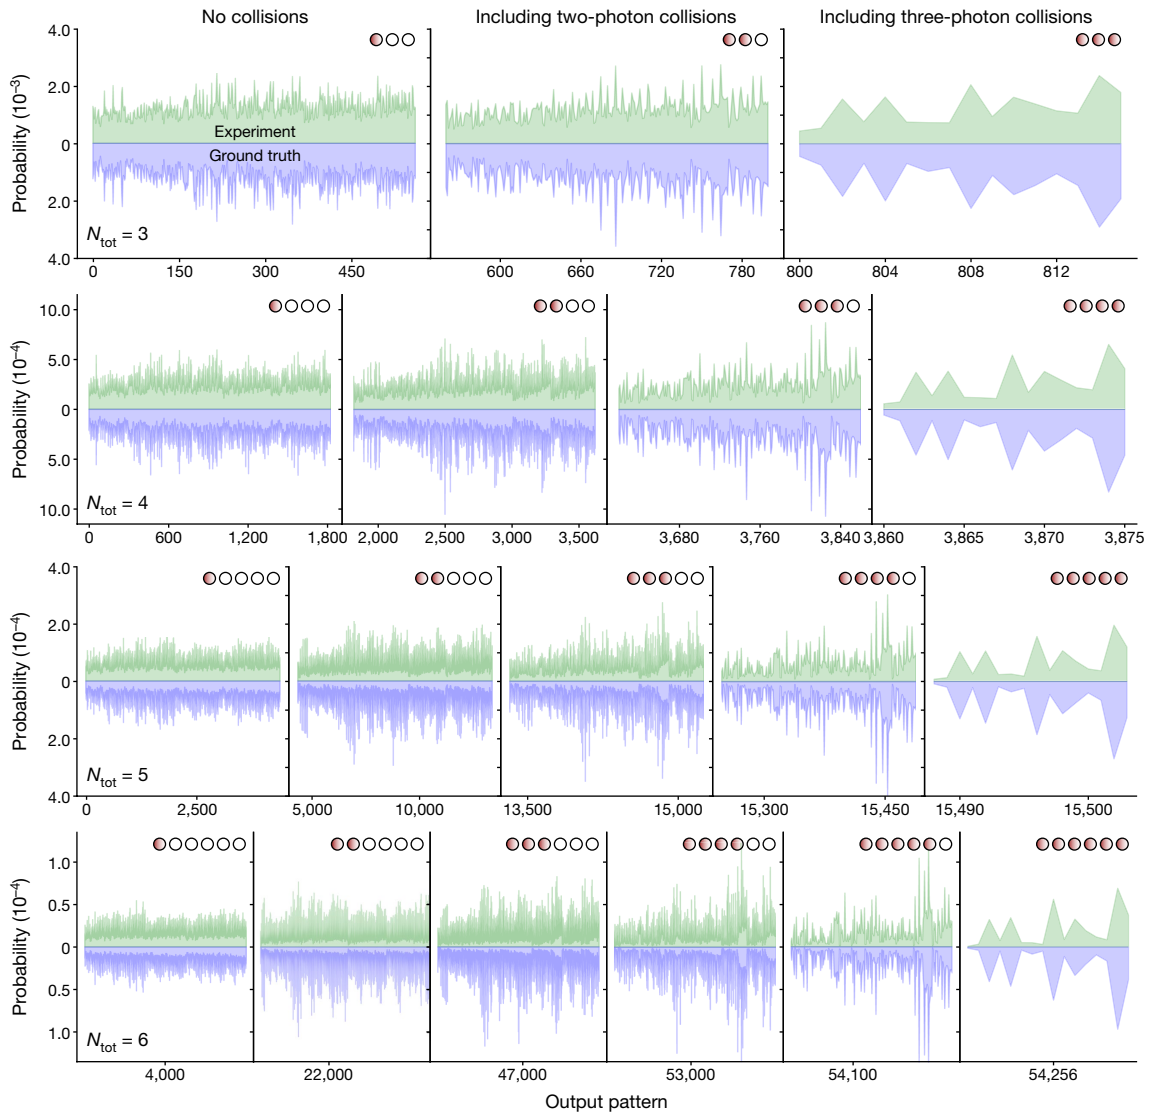 No collisions
Including two-photon collisions
Including three-photon collisions
Probability (10⁻³)
4.0
2.0
0
2.0
4.0
Experiment
Ground truth
Ntot = 3
0 150 300 450
600 660 720 780
800 804 808 812
Probability (10⁻⁴)
10.0
5.0
0
5.0
10.0
Ntot = 4
0 600 1,200 1,800
2,000 2,500 3,000 3,500
3,680 3,760 3,840
3,860 3,865 3,870 3,875
Probability (10⁻⁴)
4.0
2.0
0
2.0
4.0
Ntot = 5
0 2,500
5,000 10,000
13,500 15,000
15,300 15,450
15,490 15,500
Probability (10⁻⁴)
1.0
0.5
0
0.5
1.0
Ntot = 6
4,000
22,000
47,000
53,000
54,100
54,256
Output pattern